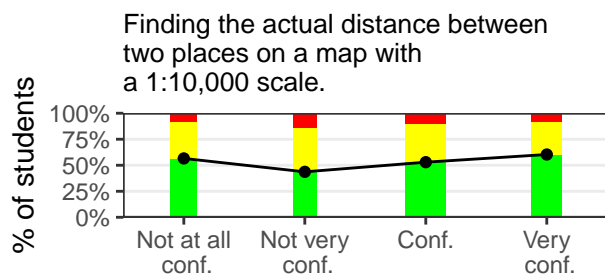 Finding the actual distance between
two places on a map with
a 1:10,000 scale.
% of students
100%
75%
50%
25%
0%
Not at all
conf.
Not very
conf.
Conf.
Very
conf.